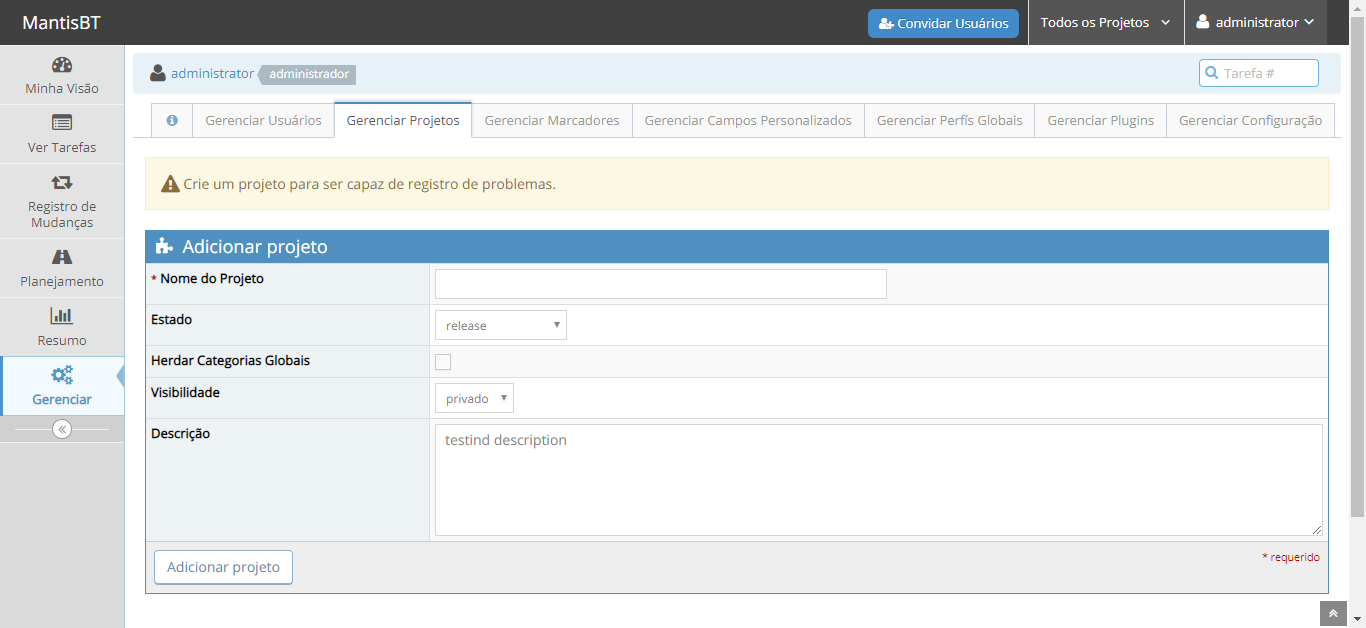 MantisBT
Convidar Usuários
Todos os Projetos
administrator
Minha Visão
Ver Tarefas
Registro de
Mudanças
Planejamento
Resumo
Gerenciar
administrator administrador
Tarefa #
Gerenciar Usuários
Gerenciar Projetos
Gerenciar Marcadores
Gerenciar Campos Personalizados
Gerenciar Perfís Globais
Gerenciar Plugins
Gerenciar Configuração
Crie um projeto para ser capaz de registro de problemas.
Adicionar projeto
* Nome do Projeto
Estado
release
Herdar Categorias Globais
Visibilidade
privado
Descrição
testind description
Adicionar projeto
* requerido